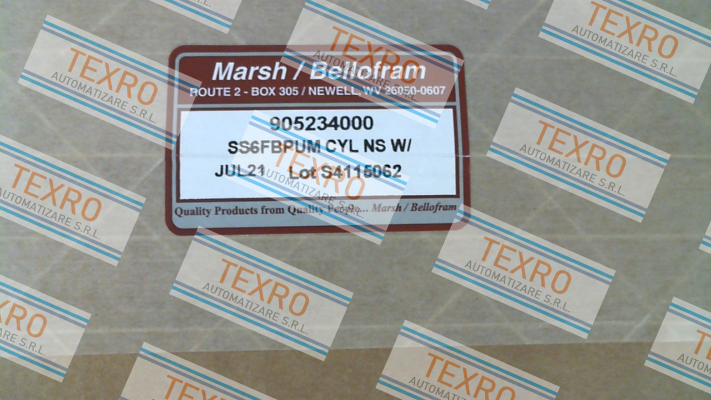 Marsh / Bellofram
ROUTE 2 - BOX 305 / NEWELL, WV 26050-0607
905234000
SS6FBPUM CYL NS W/
JUL21 Lot S4115062
Quality Products from Quality People... Marsh / Bellofram
TEXRO
AUTOMATIZARE S.R.L.